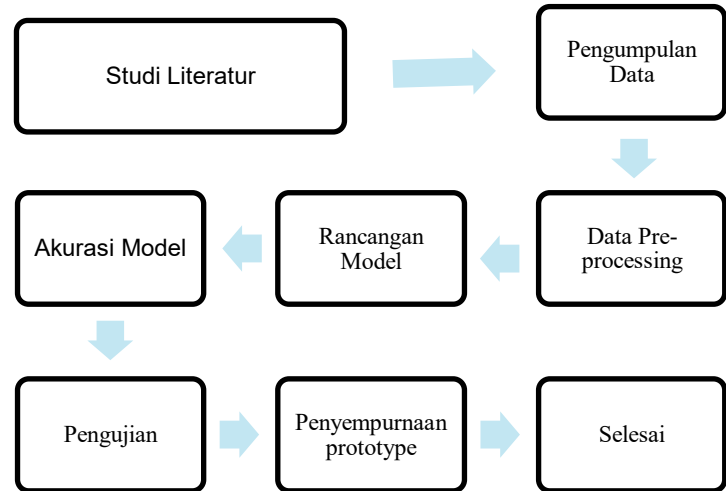 Studi Literatur
Pengumpulan
Data
Data Pre-
processing
Rancangan
Model
Akurasi Model
Pengujian
Penyempurnaan
prototype
Selesai